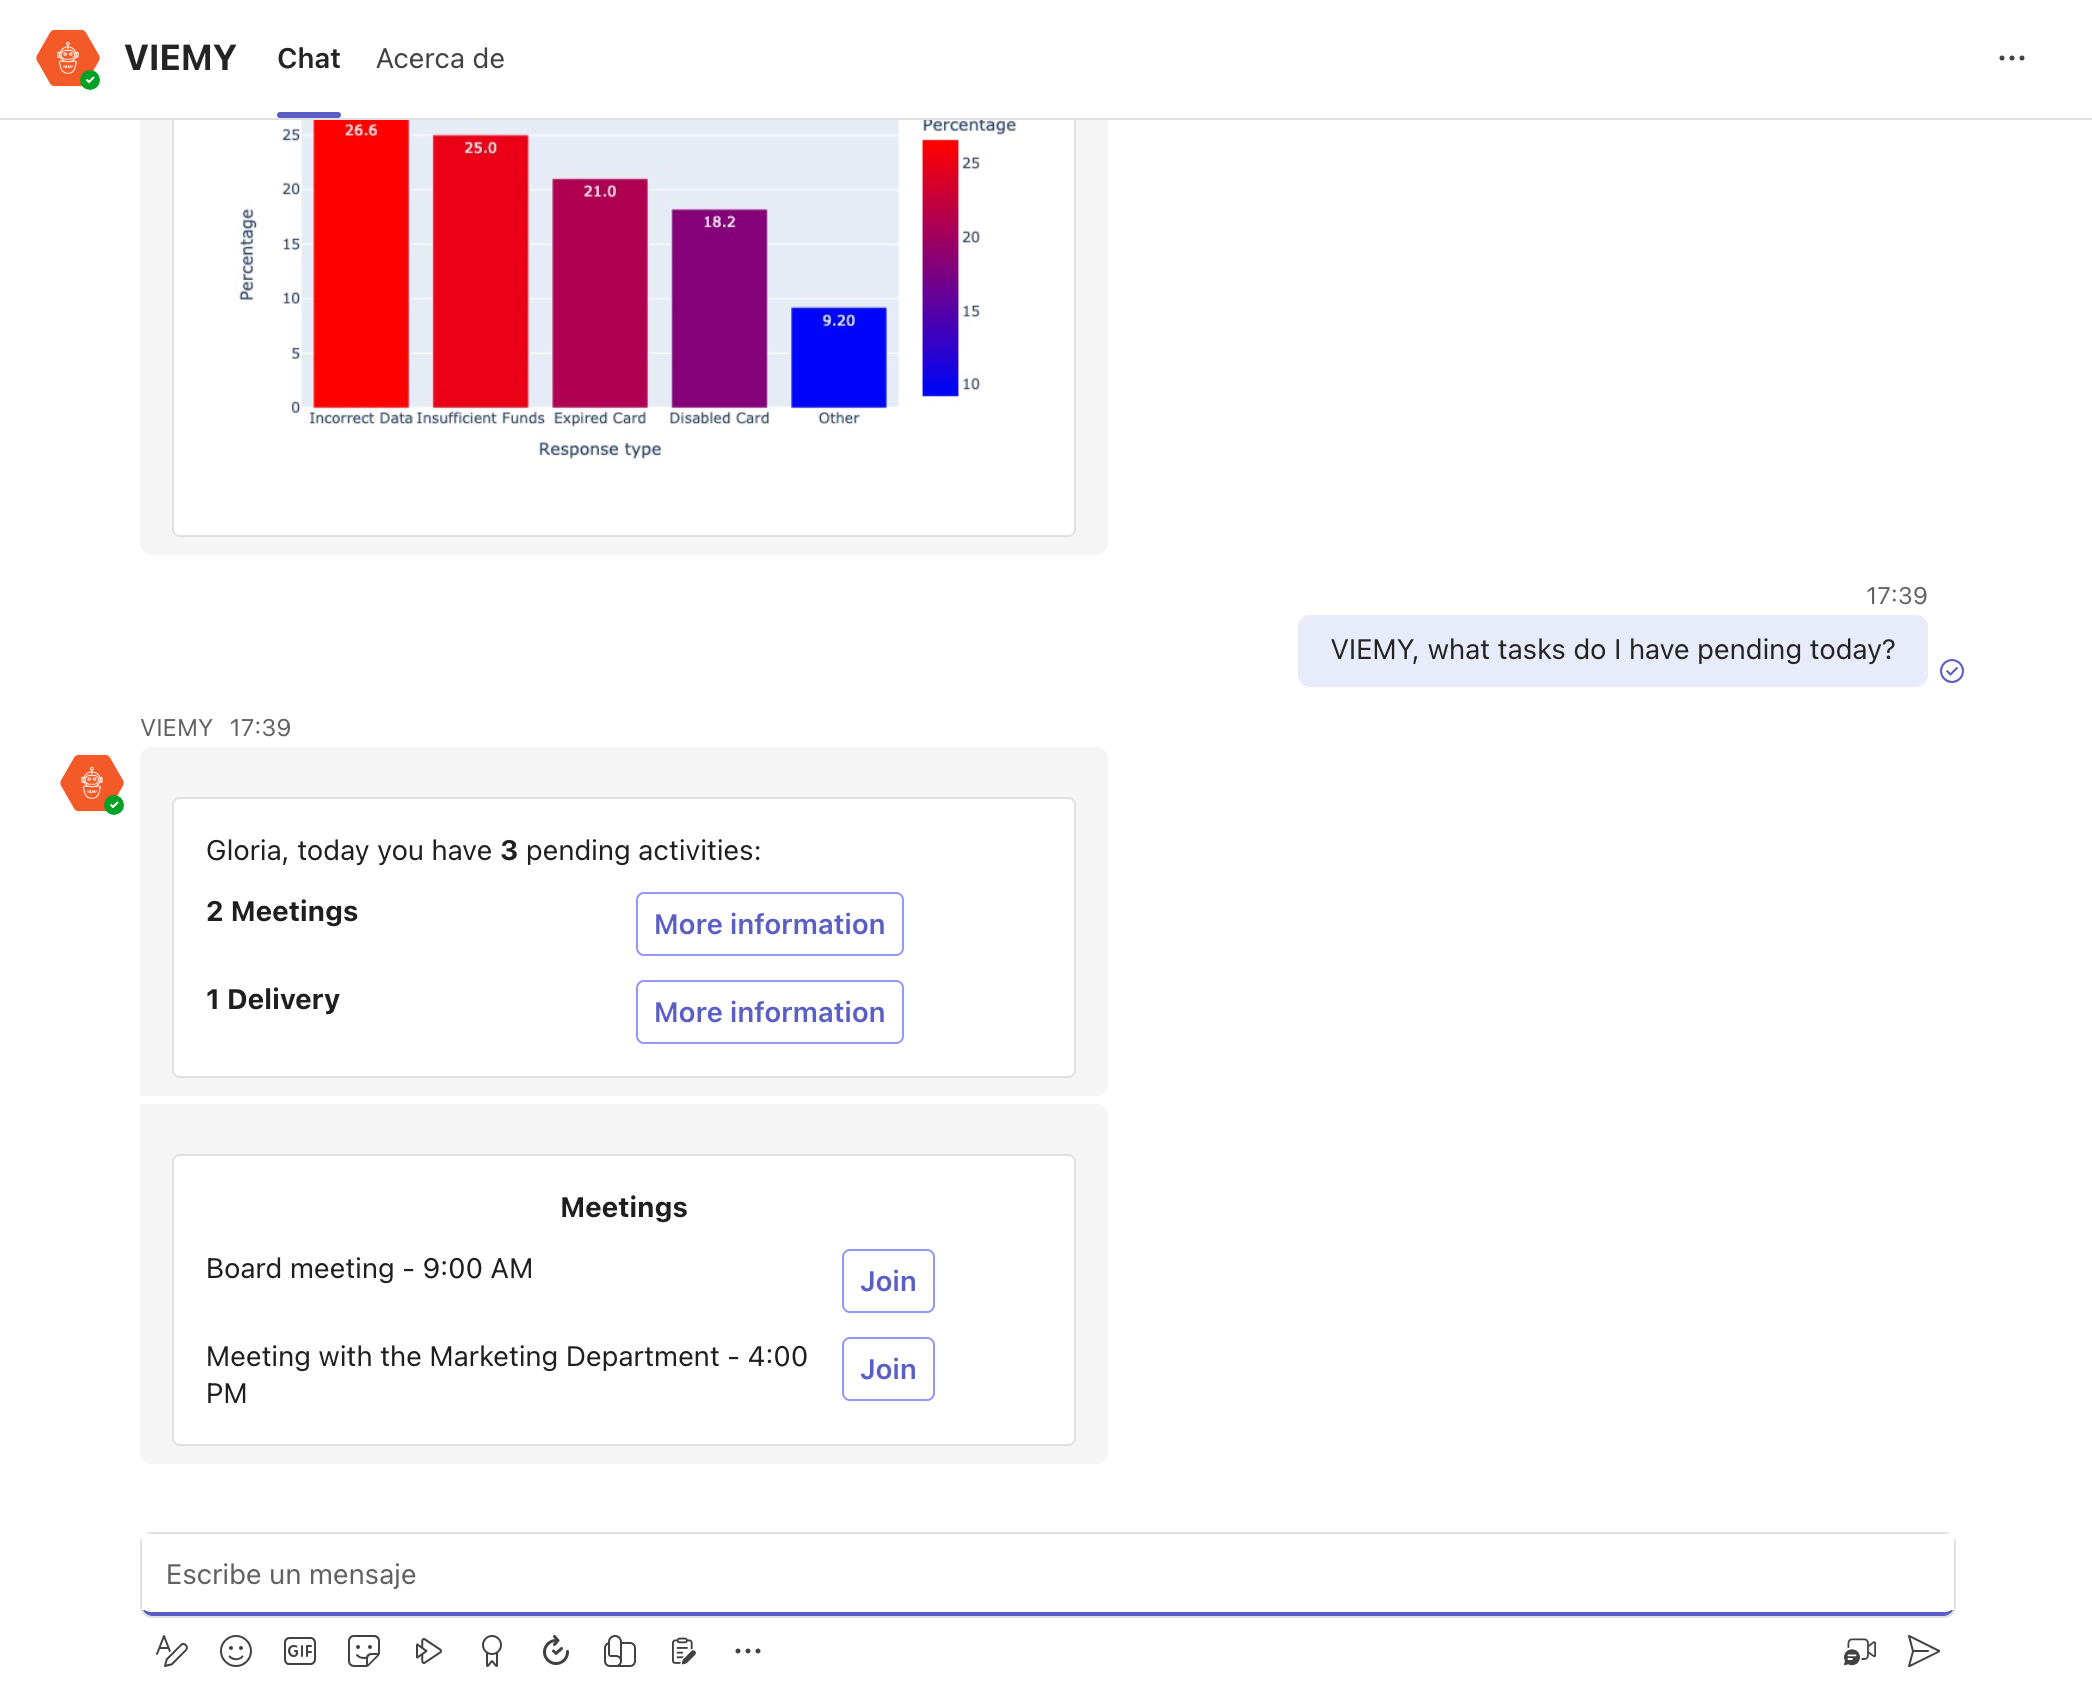 VIEMY Chat Acerca de
Percentage
25
20
15
10
5
0
Percentage
26.6
25.0
21.0
18.2
9.20
Incorrect Data Insufficient Funds Expired Card Disabled Card Other
Response type
25
20
15
10
17:39
VIEMY, what tasks do I have pending today?
VIEMY 17:39
Gloria, today you have 3 pending activities:
2 Meetings More information
1 Delivery More information
Meetings
Board meeting - 9:00 AM Join
Meeting with the Marketing Department - 4:00 Join
PM
Escribe un mensaje
GIF